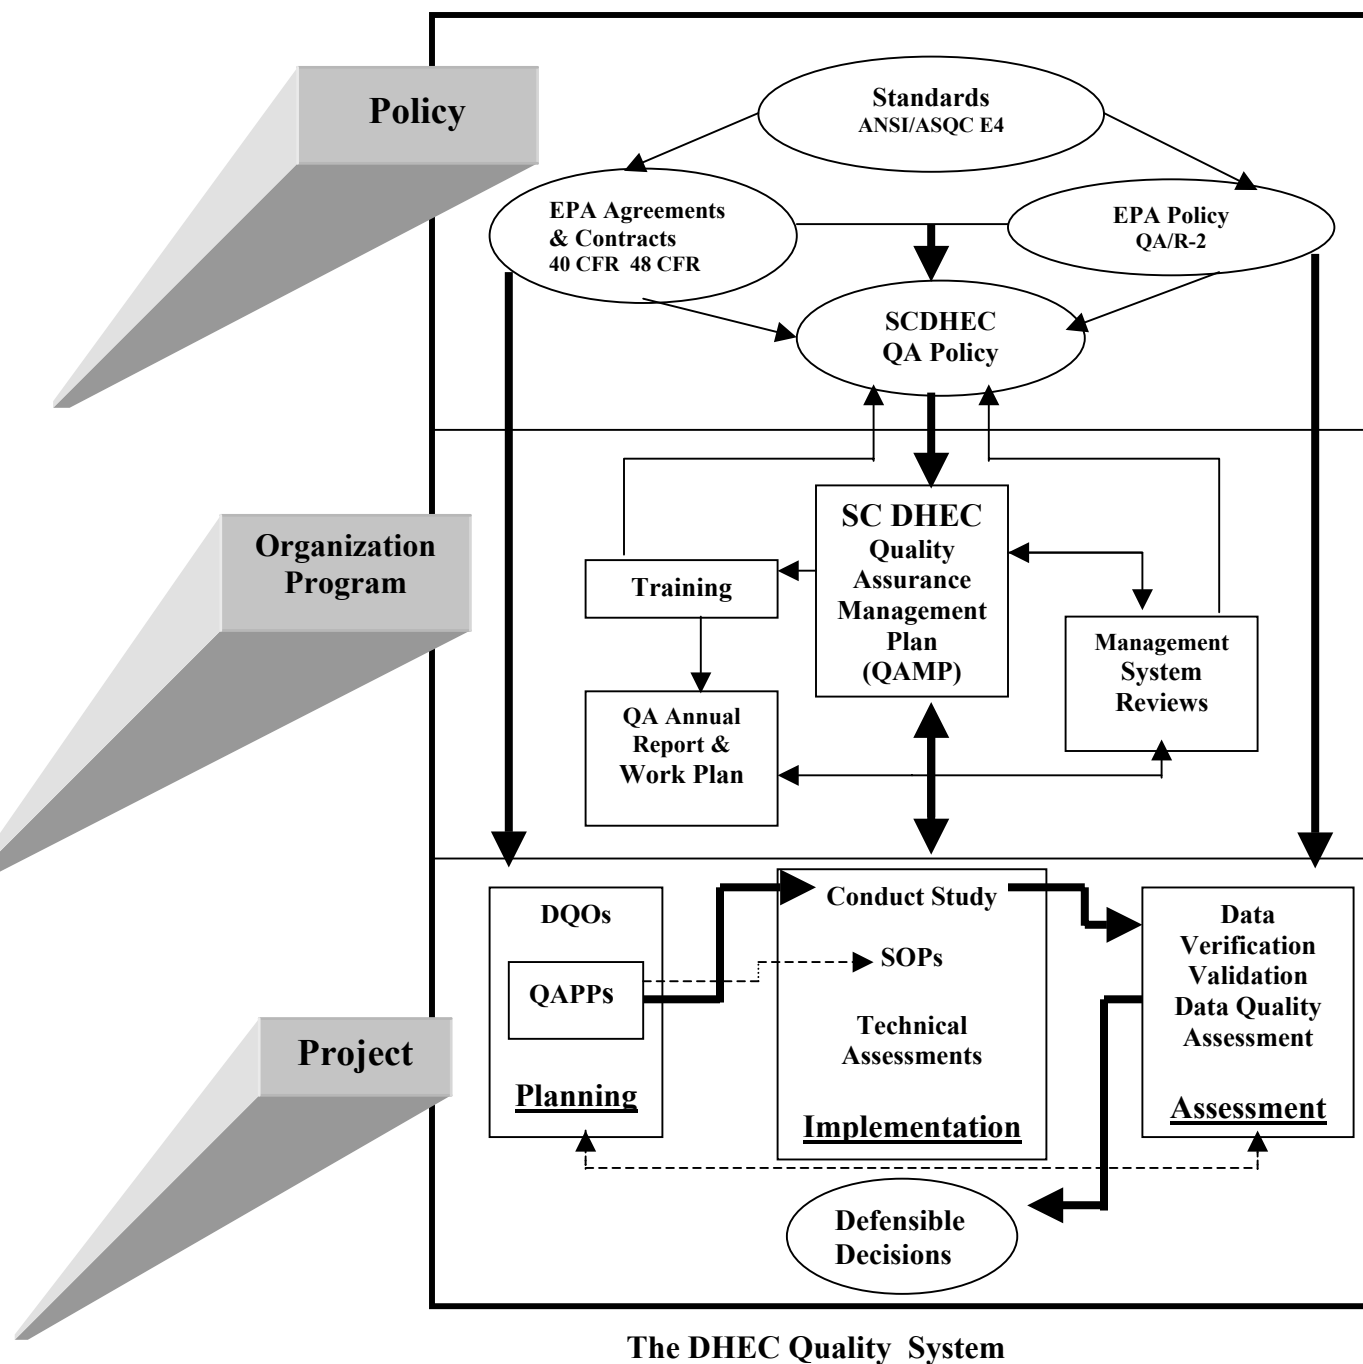 Policy
Standards
ANSI/ASQC E4
EPA Agreements
& Contracts
40 CFR 48 CFR
EPA Policy
QA/R-2
SCDHEC
QA Policy
Organization
Program
SC DHEC
Quality
Assurance
Management
Plan
(QAMP)
Training
Management
System
Reviews
QA Annual
Report &
Work Plan
Project
DQOs
QAPPs
Planning
Conduct Study
SOPs
Technical
Assessments
Implementation
Data
Verification
Validation
Data Quality
Assessment
Assessment
Defensible
Decisions
The DHEC Quality System